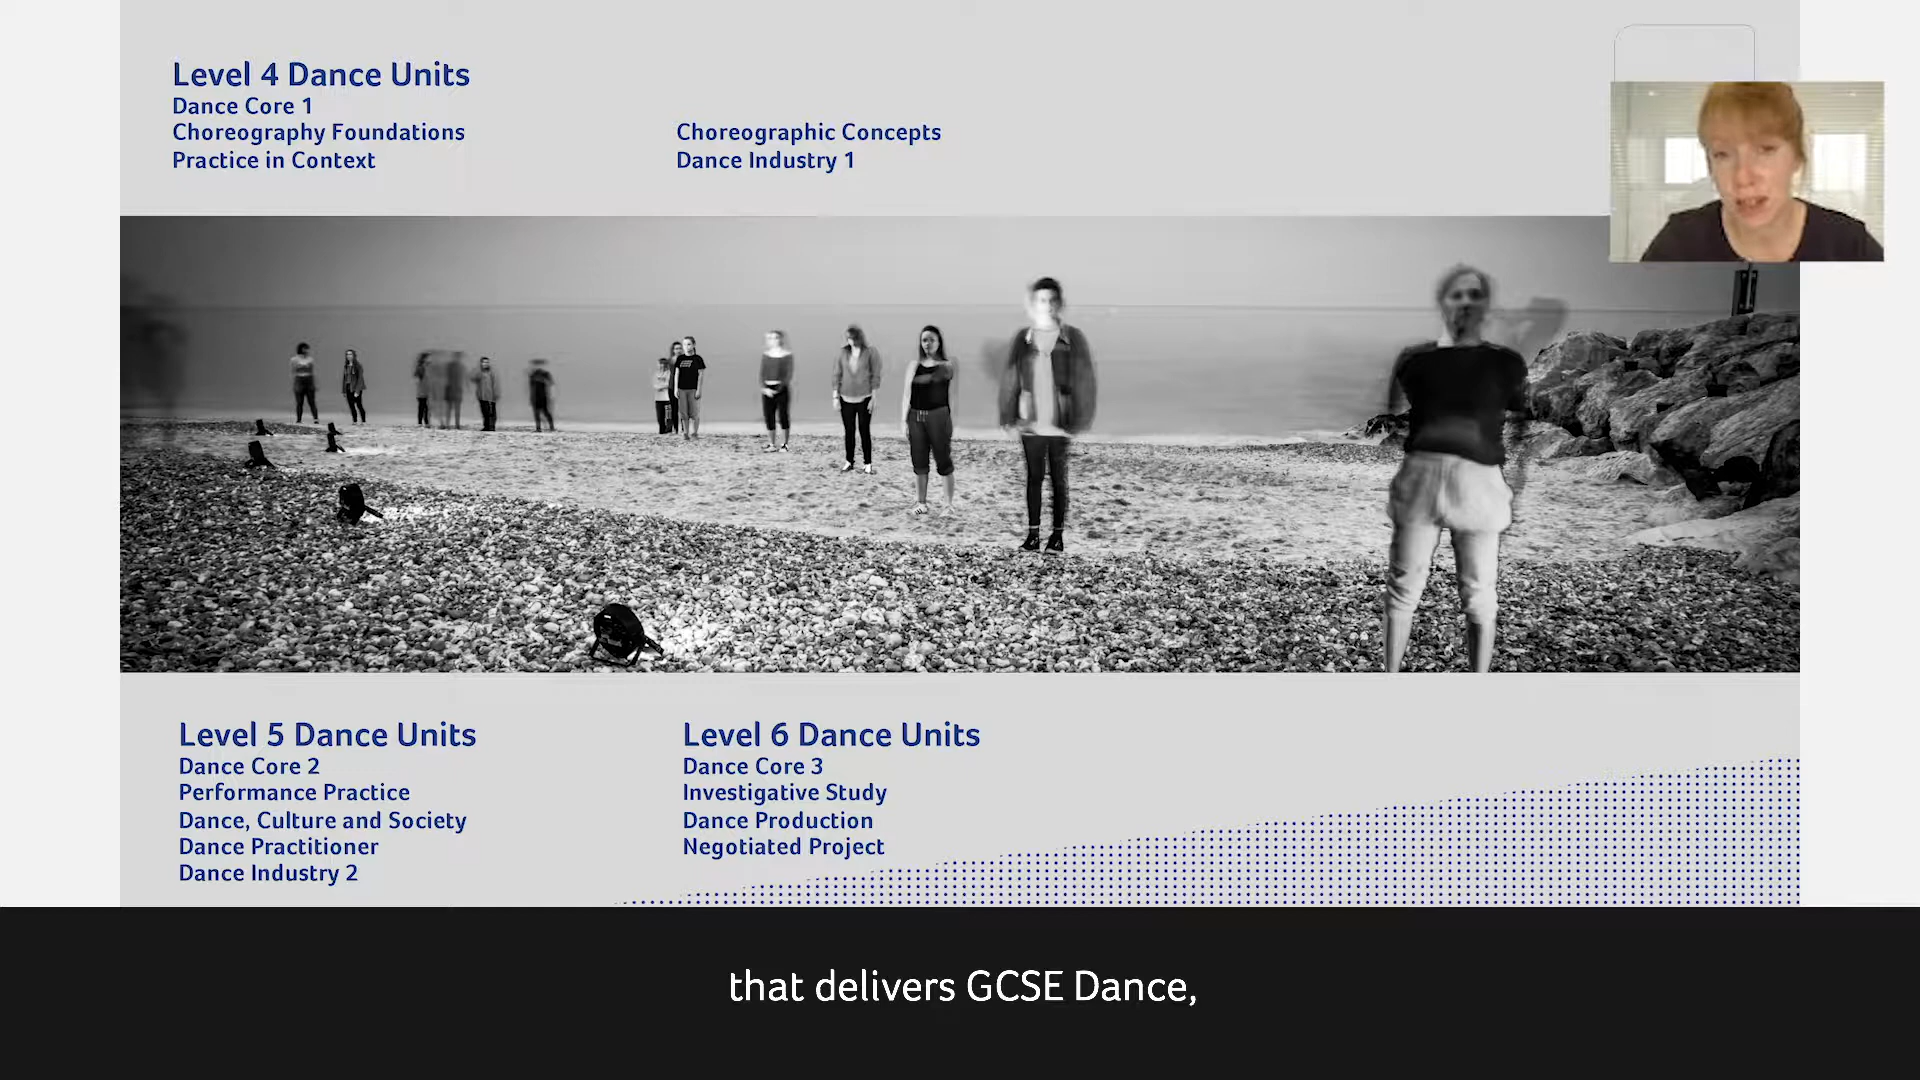 Level 4 Dance Units
Dance Core 1
Choreography Foundations
Practice in Context
Choreographic Concepts
Dance Industry 1
Level 5 Dance Units
Dance Core 2
Performance Practice
Dance, Culture and Society
Dance Practitioner
Dance Industry 2
Level 6 Dance Units
Dance Core 3
Investigative Study
Dance Production
Negotiated Project
that delivers GCSE Dance,